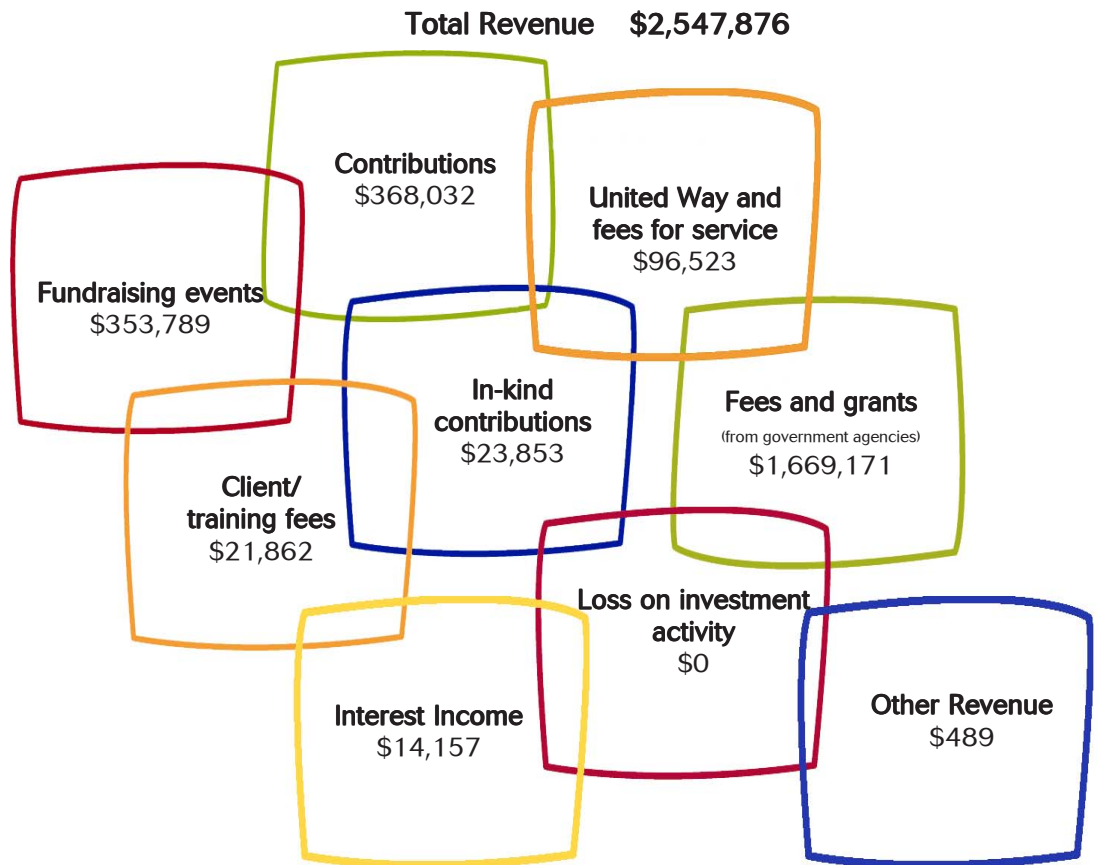 Total Revenue $2,547,876
Contributions
$368,032
United Way and
fees for service
$96,523
Fundraising events
$353,789
In-kind
contributions
$23,853
Fees and grants
(from government agencies)
$1,669,171
Client/
training fees
$21,862
Loss on investment
activity
$0
Interest Income
$14,157
Other Revenue
$489